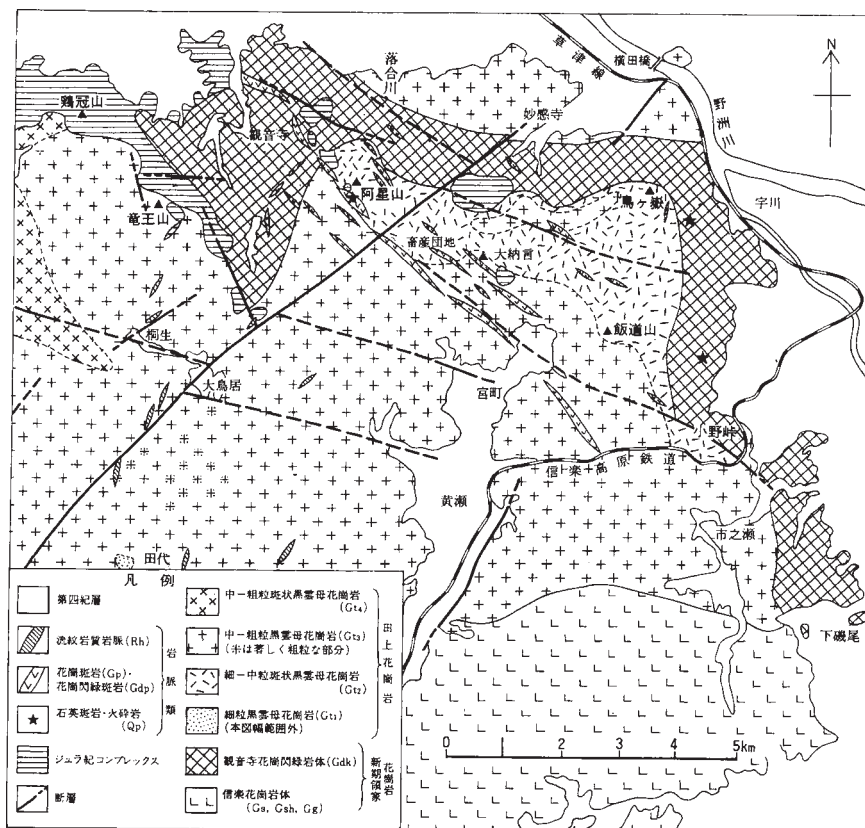 N
草津線
横田橋
野洲川
落合川
妙感寺
鶏冠山
観音寺
阿星山
烏ヶ嶽
宇川
竜王山
畜産団地
大納言
飯道山
桐生
大鳥居
宮町
野峠
信楽高原鉄道
黄瀬
市之瀬
田代
下磯尾
0 1 2 3 4 5km
凡例
第四紀層
流紋岩質岩脈(Rh)
花崗斑岩(Gp)・
花崗閃緑斑岩(Gdp)
石英斑岩・火砕岩
(Qp)
岩脈類
ジュラ紀コンプレックス
断層
中-粗粒斑状黒雲母花崗岩
(Gt₄)
中-粗粒黒雲母花崗岩(Gt₃)
(米は著しく粗粒な部分)
細-中粒斑状黒雲母花崗岩
(Gt₂)
細粒黒雲母花崗岩(Gt₁)
(本図幅範囲外)
田上花崗岩
観音寺花崗閃緑岩体(Gdk)
信楽花崗岩体
(Gs, Gsh, Gg)
新期領家
花崗岩